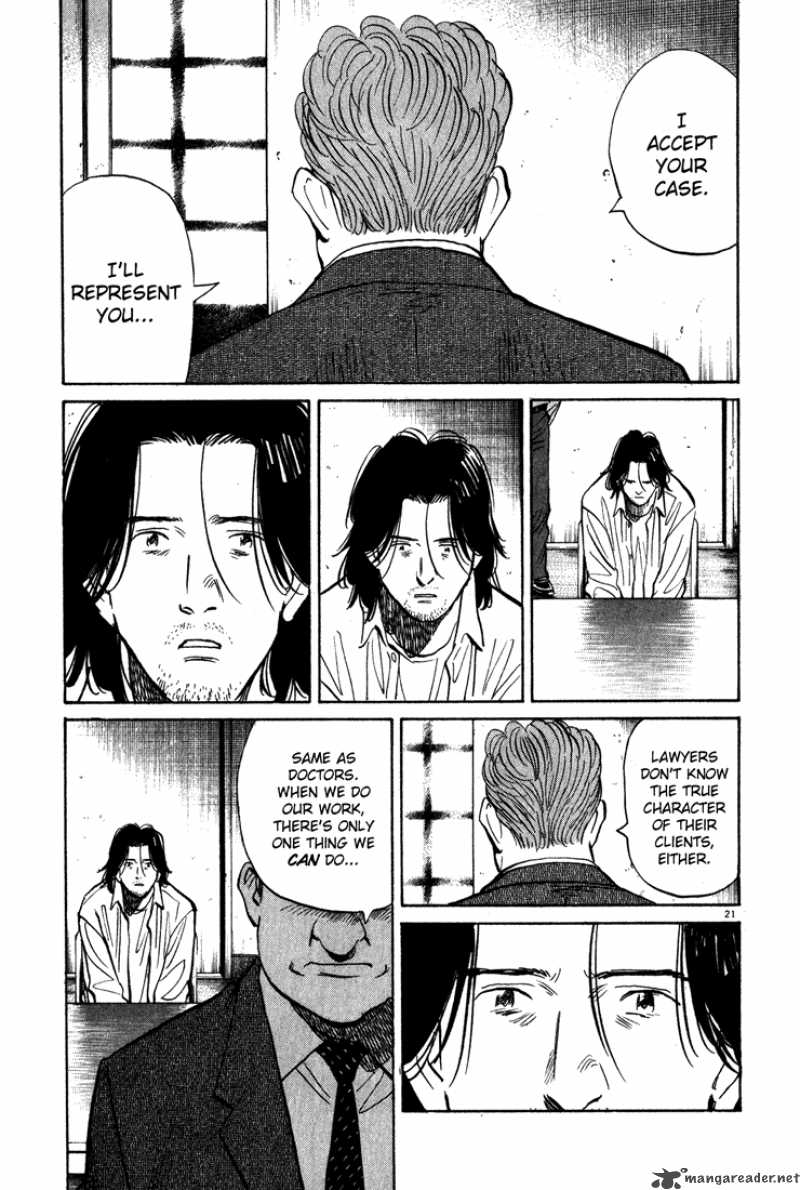 I
ACCEPT
YOUR
CASE.
I'LL
REPRESENT
YOU...
LAWYERS
DON'T KNOW
THE TRUE
CHARACTER
OF THEIR
CLIENTS,
EITHER.
21
SAME AS
DOCTORS.
WHEN WE DO
OUR WORK,
THERE'S ONLY
ONE THING WE
CAN DO...
mangareader.net